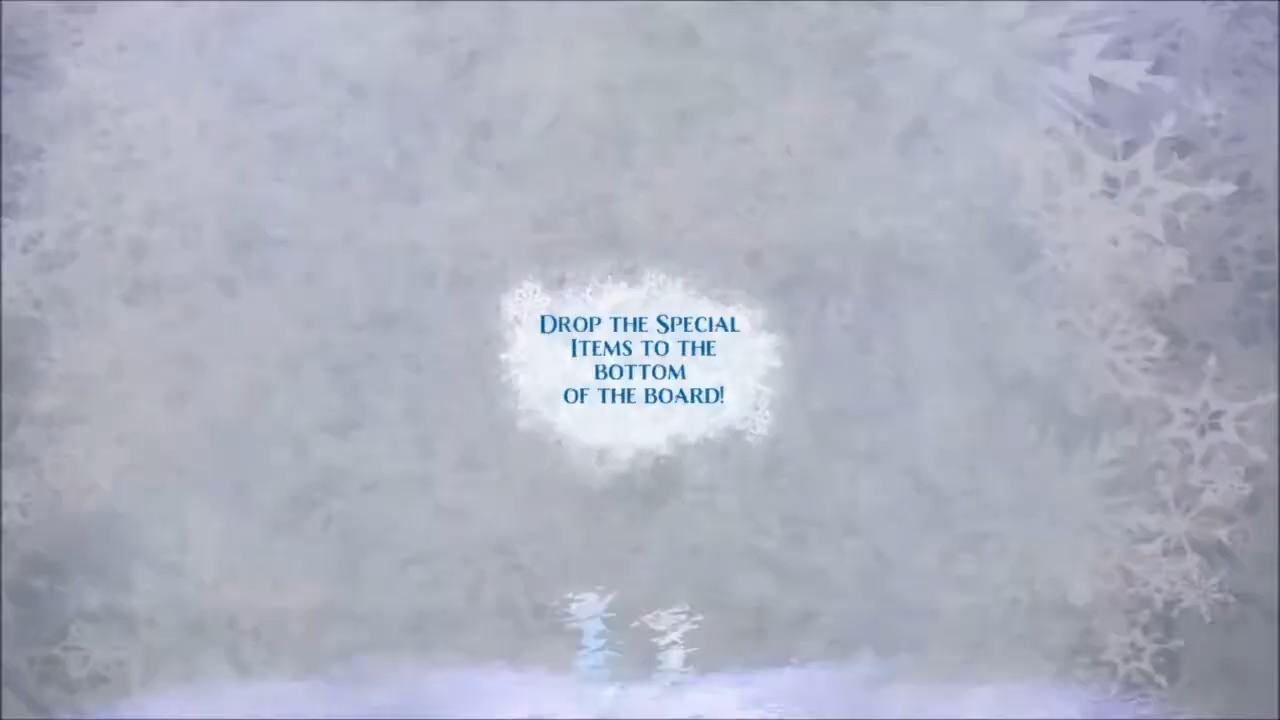 Drop the Special
Items to the
bottom
of the board!